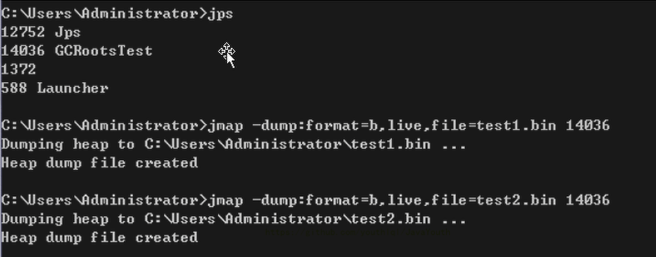 C:\Users\Administrator>jps
12752 Jps
14036 GCRootsTest
1372
588 Launcher
C:\Users\Administrator>jmap -dump:format=b,live,file=test1.bin 14036
Dumping heap to C:\Users\Administrator\test1.bin ...
Heap dump file created
C:\Users\Administrator>jmap -dump:format=b,live,file=test2.bin 14036
Dumping heap to C:\Users\Administrator\test2.bin ...
Heap dump file created